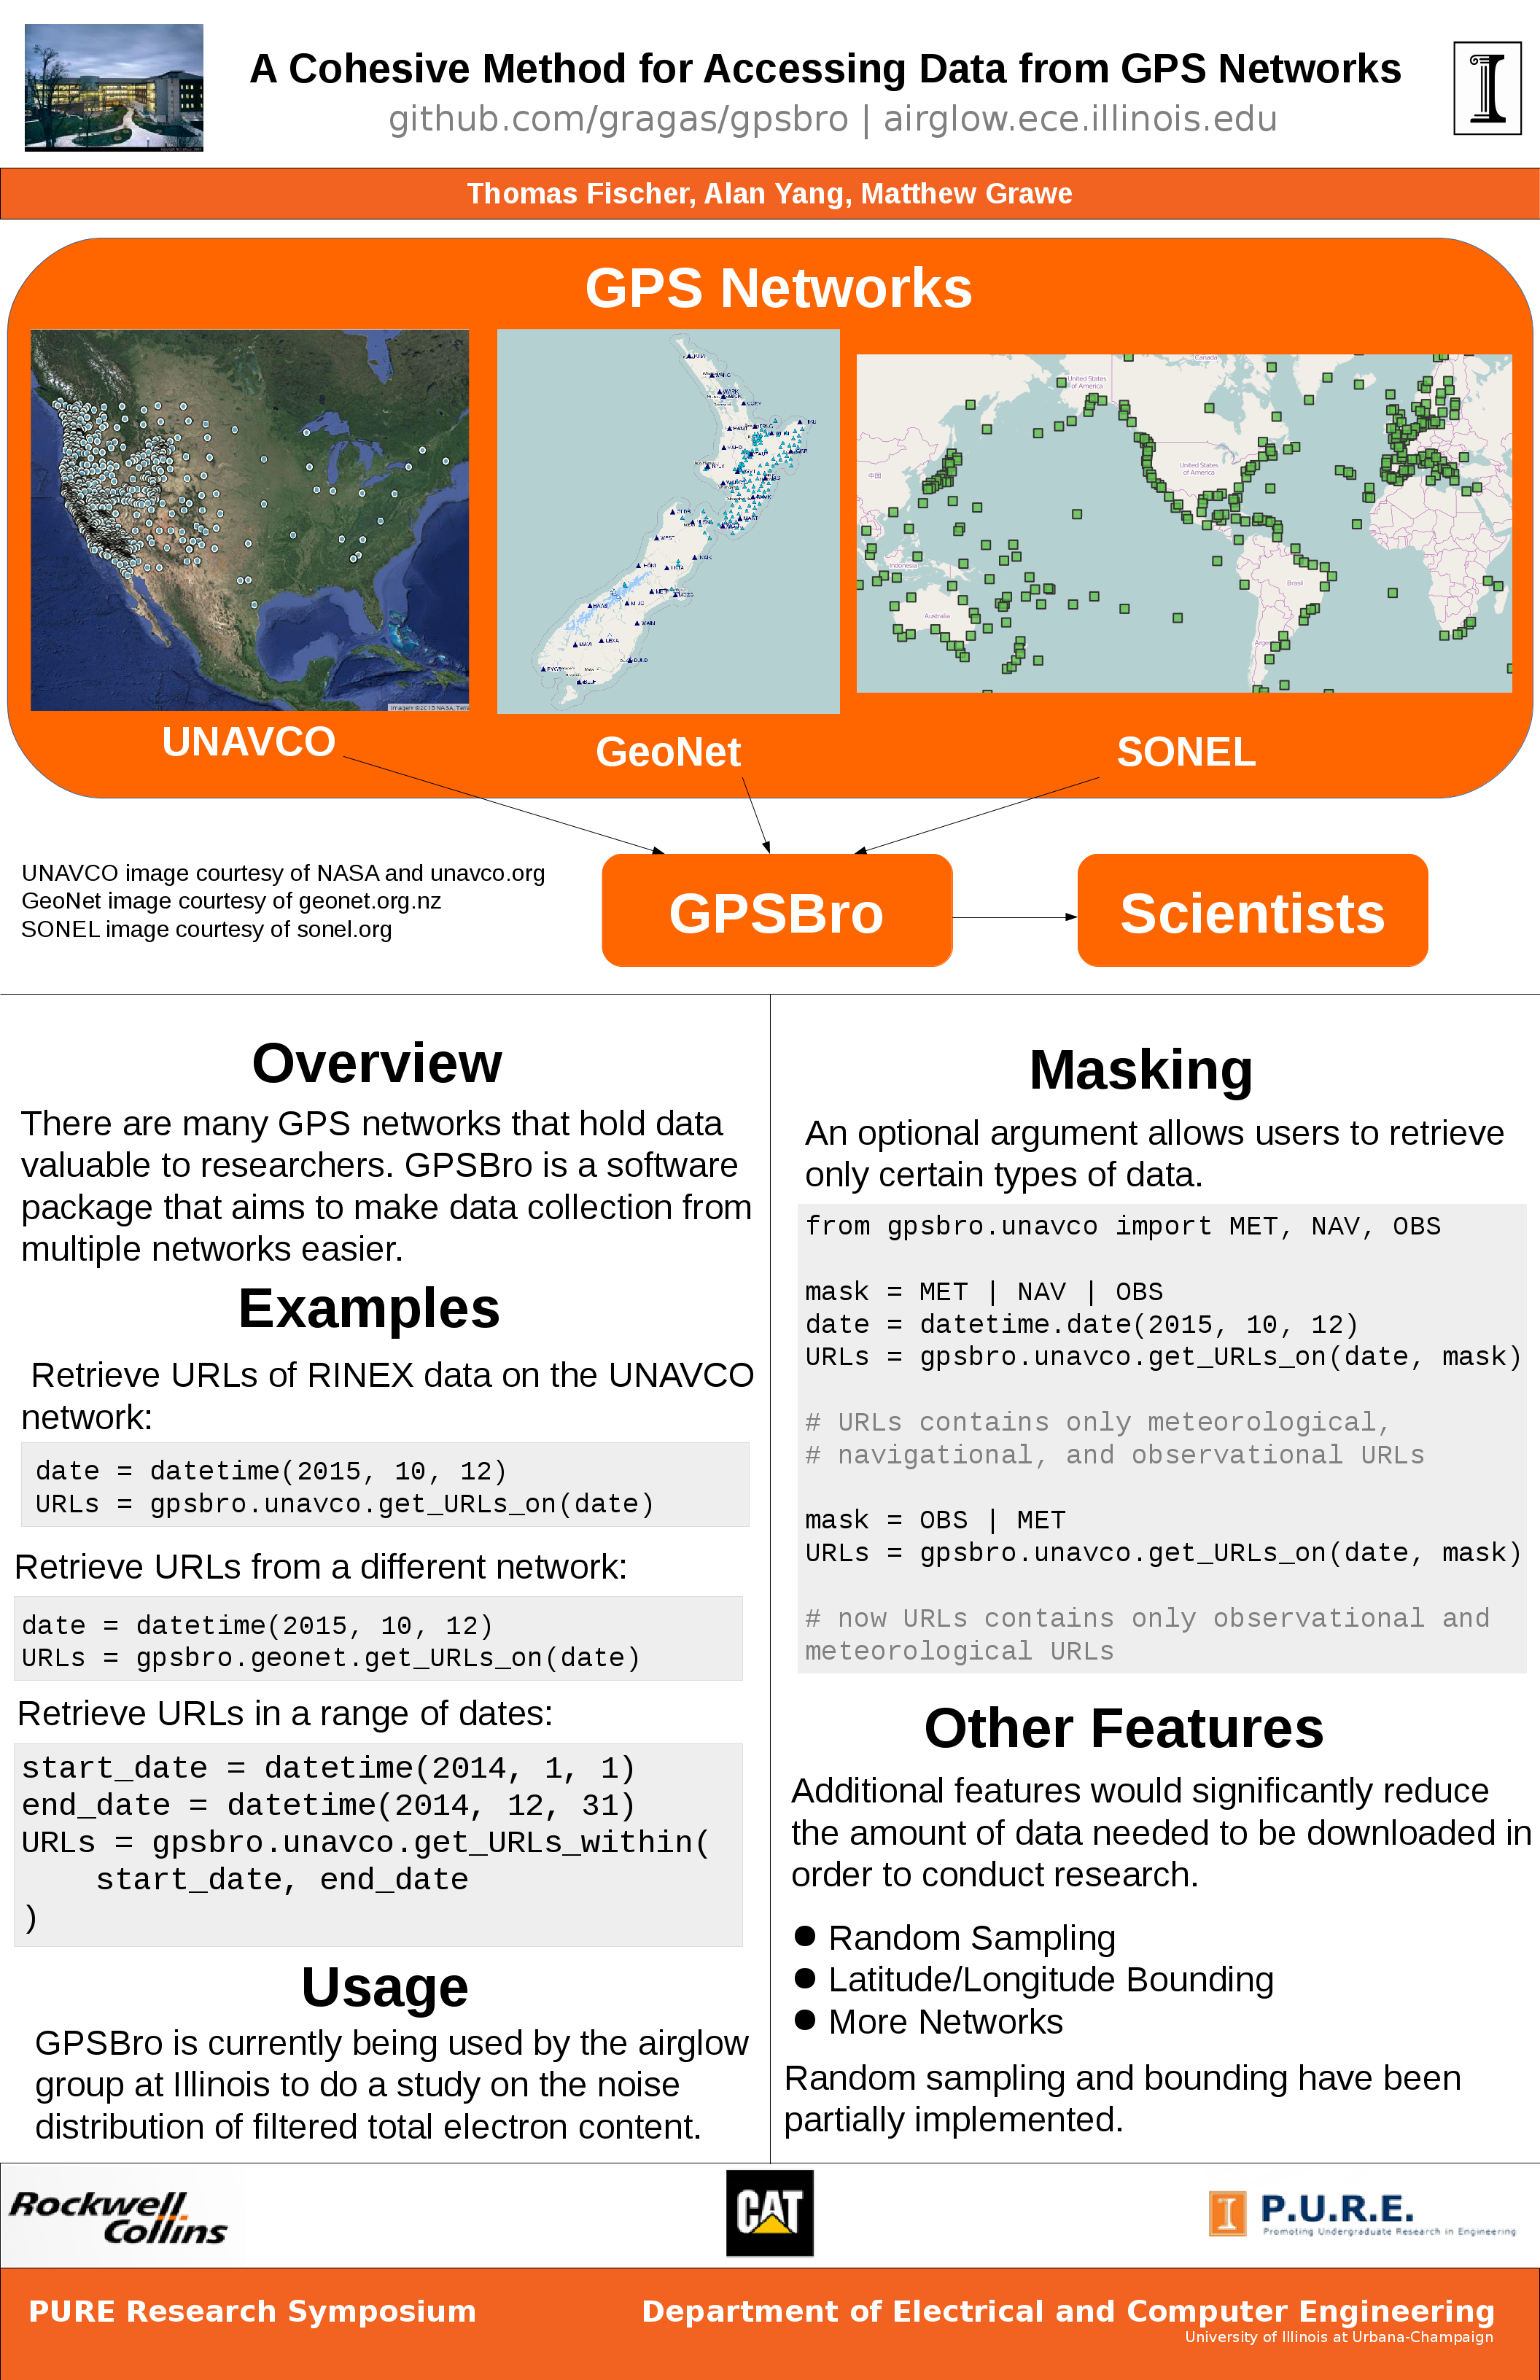 A Cohesive Method for Accessing Data from GPS Networks
github.com/gragas/gpsbro | airglow.ece.illinois.edu
Thomas Fischer, Alan Yang, Matthew Grawe
GPS Networks
United States
of America
Canada
中国
United States
of America
Indonesia
Brasil
Australia
UNAVCO
GeoNet
SONEL
UNAVCO image courtesy of NASA and unavco.org
GeoNet image courtesy of geonet.org.nz
SONEL image courtesy of sonel.org
GPSBro
Scientists
Overview
There are many GPS networks that hold data
valuable to researchers. GPSBro is a software
package that aims to make data collection from
multiple networks easier.
Examples
Retrieve URLs of RINEX data on the UNAVCO
network:
date = datetime(2015, 10, 12)
URLs = gpsbro.unavco.get_URLs_on(date)
Retrieve URLs from a different network:
date = datetime(2015, 10, 12)
URLs = gpsbro.geonet.get_URLs_on(date)
Retrieve URLs in a range of dates:
start_date = datetime(2014, 1, 1)
end_date = datetime(2014, 12, 31)
URLs = gpsbro.unavco.get_URLs_within(
    start_date, end_date
)
Usage
GPSBro is currently being used by the airglow
group at Illinois to do a study on the noise
distribution of filtered total electron content.
Masking
An optional argument allows users to retrieve
only certain types of data.
from gpsbro.unavco import MET, NAV, OBS
mask = MET | NAV | OBS
date = datetime.date(2015, 10, 12)
URLs = gpsbro.unavco.get_URLs_on(date, mask)
# URLs contains only meteorological,
# navigational, and observational URLs
mask = OBS | MET
URLs = gpsbro.unavco.get_URLs_on(date, mask)
# now URLs contains only observational and
meteorological URLs
Other Features
Additional features would significantly reduce
the amount of data needed to be downloaded in
order to conduct research.
● Random Sampling
● Latitude/Longitude Bounding
● More Networks
Random sampling and bounding have been
partially implemented.
Rockwell
Collins
CAT
I P.U.R.E.
Promoting Undergraduate Research in Engineering
PURE Research Symposium
Department of Electrical and Computer Engineering
University of Illinois at Urbana-Champaign